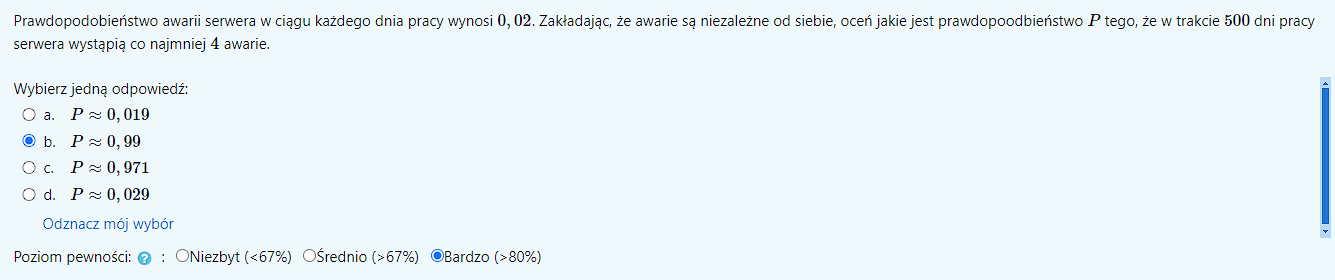 Prawdopodobieństwo awarii serwera w ciągu każdego dnia pracy wynosi 0, 02. Zakładając, że awarie są niezależne od siebie, oceń jakie jest prawdopoodbieństwo P tego, że w trakcie 500 dni pracy
serwera wystąpią co najmniej 4 awarie.
Wybierz jedną odpowiedź:
a. P ≈ 0, 019
b. P ≈ 0, 99
c. P ≈ 0, 971
d. P ≈ 0, 029
Odznacz mój wybór
Poziom pewności: ? : Niezbyt (<67%) Średnio (>67%) Bardzo (>80%)